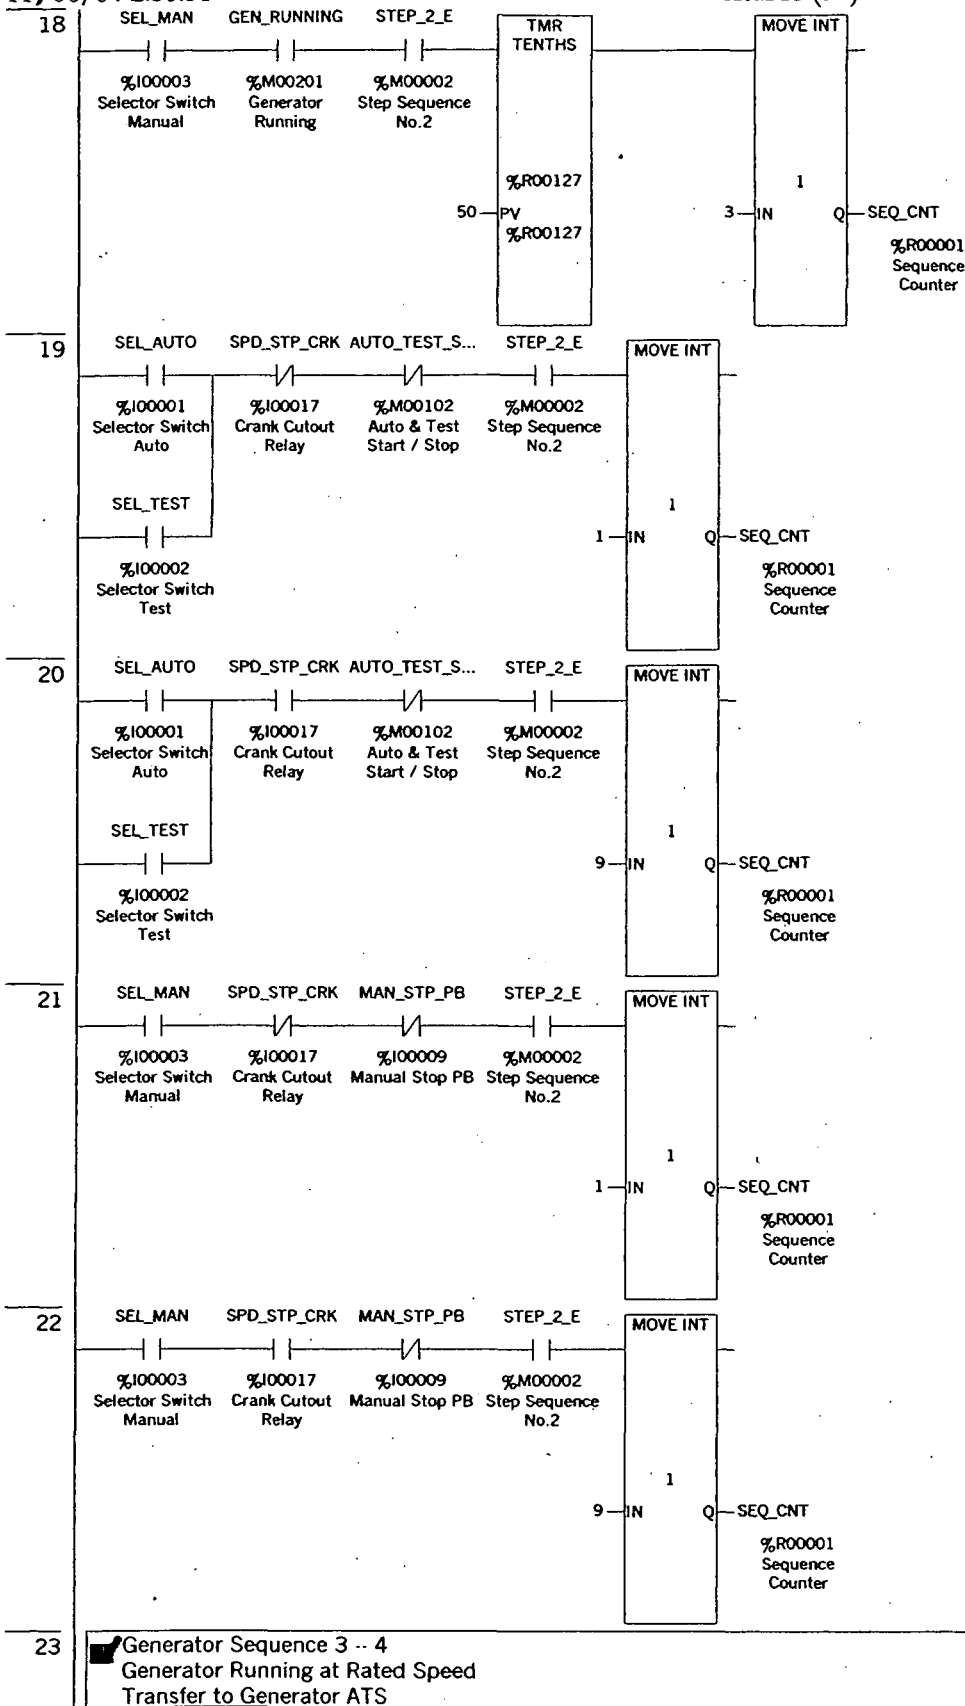 18
SEL_MAN GEN_RUNNING STEP_2_E
TMR TENTHS
MOVE INT
%I00003 %M00201 %M00002
Selector Switch Generator Step Sequence
Manual Running No.2
%R00127
1
50 PV
3 IN Q SEQ_CNT
%R00127
%R00001
Sequence
Counter
19
SEL_AUTO SPD_STP_CRK AUTO_TEST_S... STEP_2_E
MOVE INT
%I00001 %I00017 %M00102 %M00002
Selector Switch Crank Cutout Auto & Test Step Sequence
Auto Relay Start / Stop No.2
SEL_TEST
1
1 IN Q SEQ_CNT
%I00002 %R00001
Selector Switch Sequence
Test Counter
20
SEL_AUTO SPD_STP_CRK AUTO_TEST_S... STEP_2_E
MOVE INT
%I00001 %I00017 %M00102 %M00002
Selector Switch Crank Cutout Auto & Test Step Sequence
Auto Relay Start / Stop No.2
SEL_TEST
1
9 IN Q SEQ_CNT
%I00002 %R00001
Selector Switch Sequence
Test Counter
21
SEL_MAN SPD_STP_CRK MAN_STP_PB STEP_2_E
MOVE INT
%I00003 %I00017 %I00009 %M00002
Selector Switch Crank Cutout Manual Stop PB Step Sequence
Manual Relay No.2
1
1 IN Q SEQ_CNT
%R00001
Sequence
Counter
22
SEL_MAN SPD_STP_CRK MAN_STP_PB STEP_2_E
MOVE INT
%I00003 %I00017 %I00009 %M00002
Selector Switch Crank Cutout Manual Stop PB Step Sequence
Manual Relay No.2
1
9 IN Q SEQ_CNT
%R00001
Sequence
Counter
23
Generator Sequence 3 -- 4
Generator Running at Rated Speed
Transfer to Generator ATS